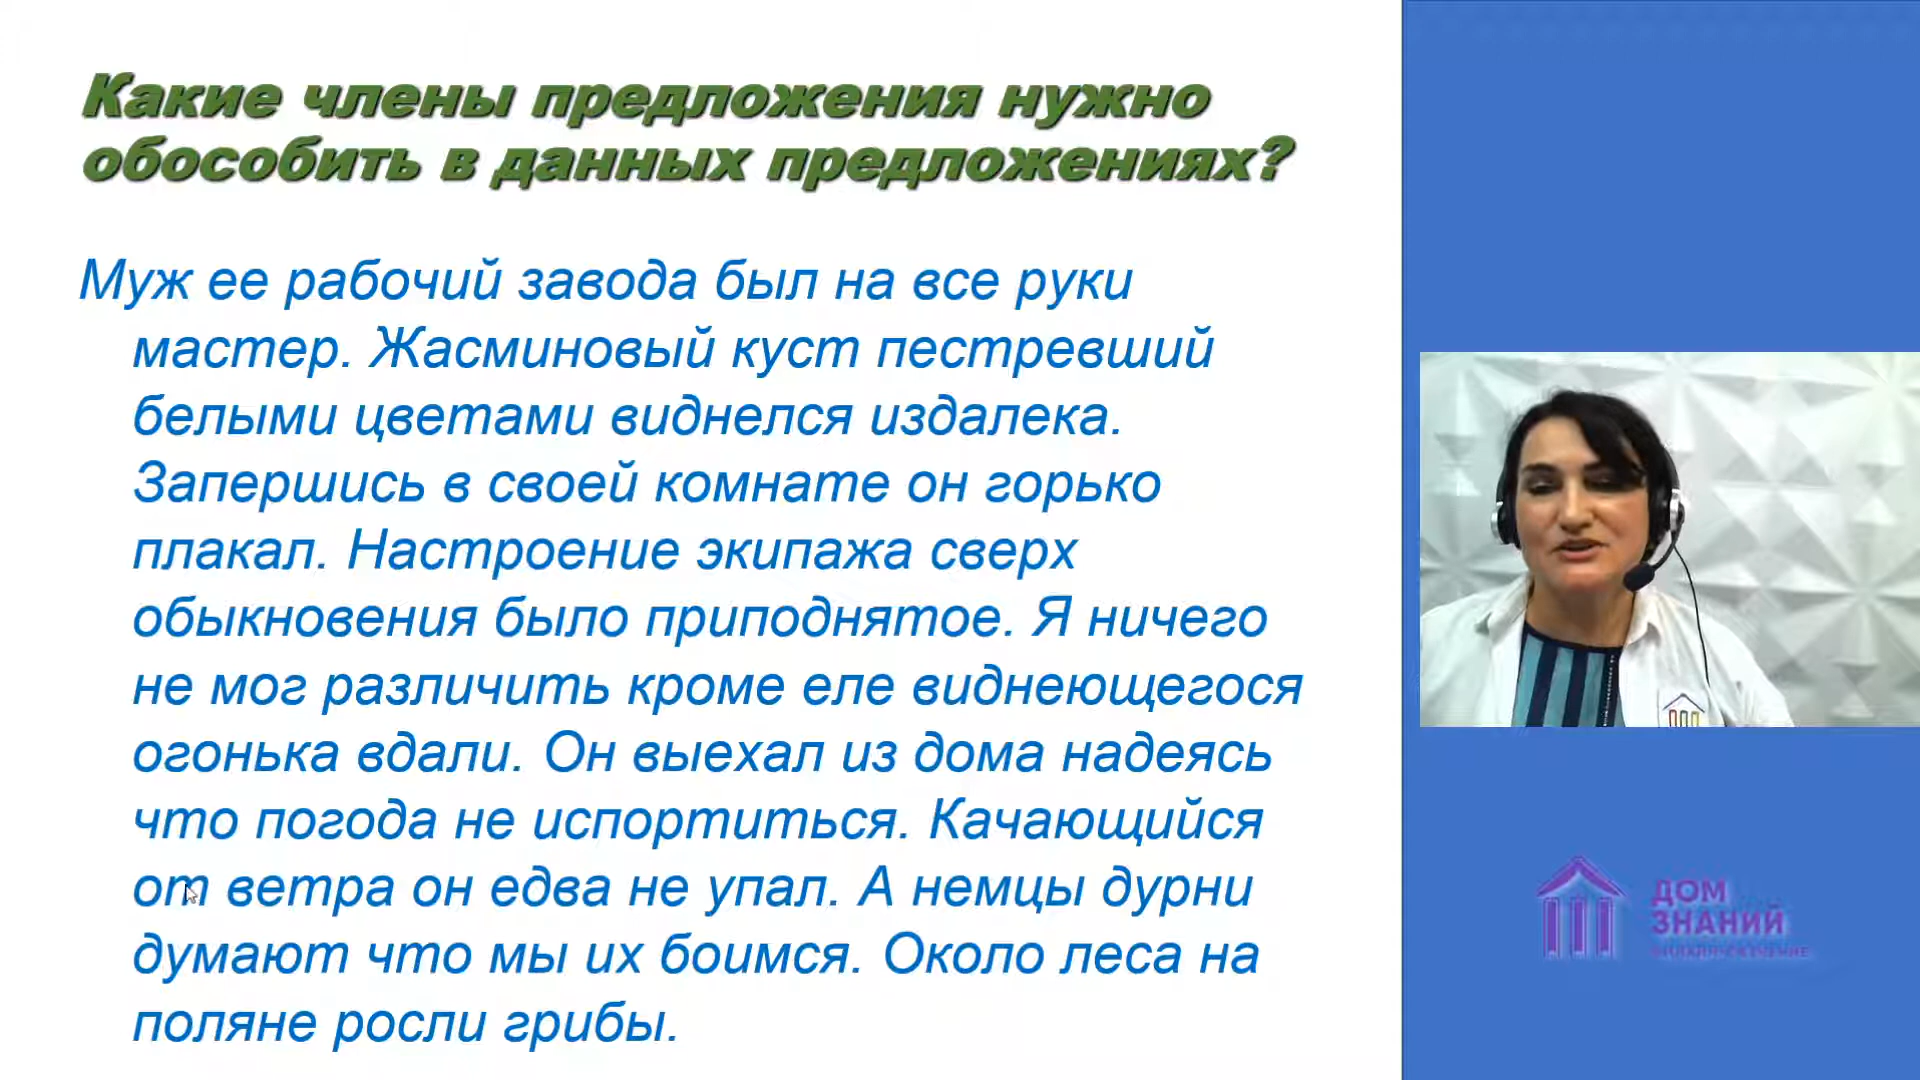 Какие члены предложения нужно
обособить в данных предложениях?
Муж ее рабочий завода был на все руки
мастер. Жасминовый куст пестревший
белыми цветами виднелся издалека.
Запершись в своей комнате он горько
плакал. Настроение экипажа сверх
обыкновения было приподнятое. Я ничего
не мог различить кроме еле виднеющегося
огонька вдали. Он выехал из дома надеясь
что погода не испортиться. Качающийся
от ветра он едва не упал. А немцы дурни
думают что мы их боимся. Около леса на
поляне росли грибы.
ДОМ
ЗНАНИЙ